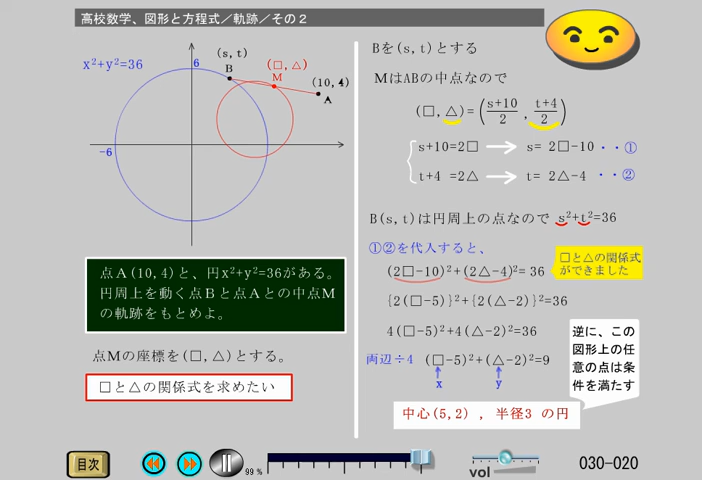 高校数学、図形と方程式／軌跡／その２
x²+y²=36
6
-6
(s,t)
B
(□,△)
M
(10,4)
A
点A(10,4)と、円x²+y²=36がある。
円周上を動く点Bと点Aとの中点M
の軌跡をもとめよ。
点Mの座標を(□,△)とする。
□と△の関係式を求めたい
Bを(s,t)とする
MはABの中点なので
(□,△)=(s+10/2 , t+4/2)
s+10=2□ → s= 2□-10 ・・①
t+4 =2△ → t= 2△-4 ・・②
B(s,t)は円周上の点なので s²+t²=36
①②を代入すると、
(2□-10)²+(2△-4)²= 36
□と△の関係式
ができました
{2(□-5)}²+{2(△-2)}²=36
4(□-5)²+4(△-2)²=36
両辺÷4 (□-5)²+(△-2)²=9
x y
逆に、この
図形上の任
意の点は条
件を満たす
中心(5,2) , 半径3 の円
目次
99 %
vol
030-020